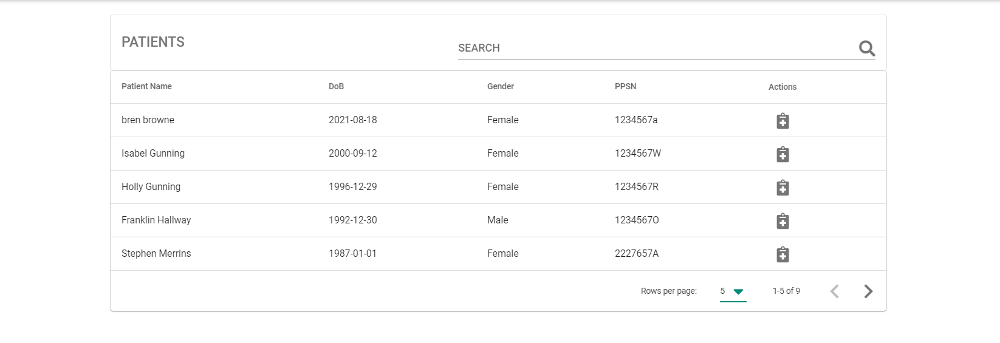 PATIENTS
SEARCH
Patient Name DoB Gender PPSN Actions
bren browne 2021-08-18 Female 1234567a
Isabel Gunning 2000-09-12 Female 1234567W
Holly Gunning 1996-12-29 Female 1234567R
Franklin Hallway 1992-12-30 Male 1234567O
Stephen Merrins 1987-01-01 Female 2227657A
Rows per page: 5 1-5 of 9